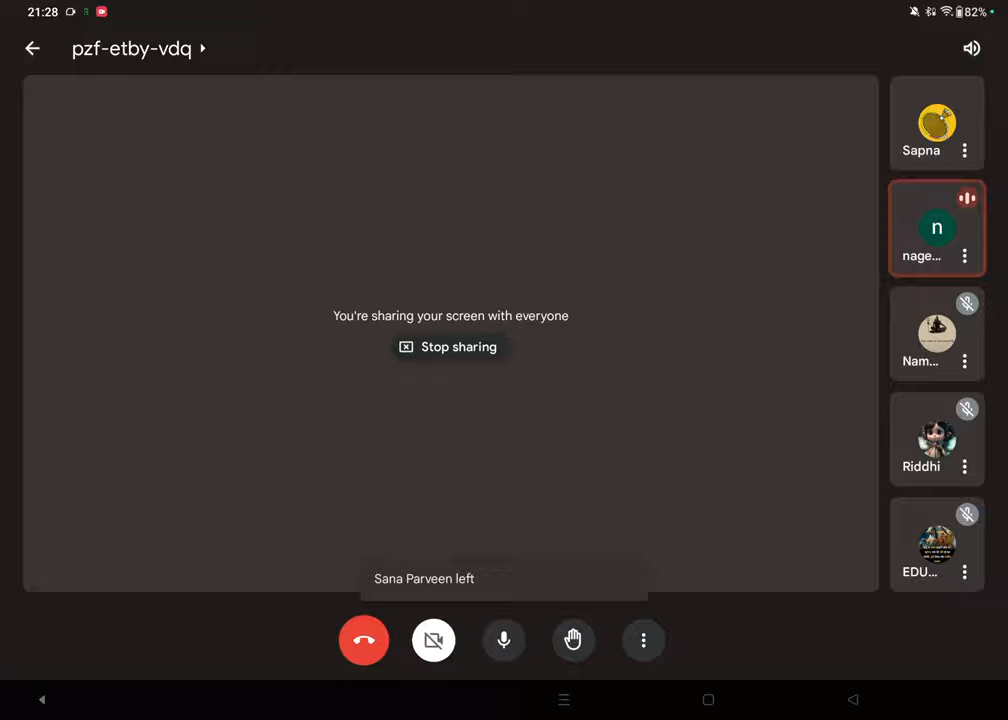 21:28
82%
pzf-etby-vdq
Sapna
n
nage...
You're sharing your screen with everyone
Stop sharing
Nam...
Riddhi
EDU...
Sana Parveen left